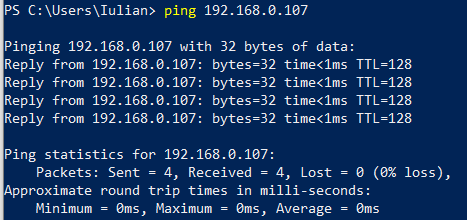 PS C:\Users\Iulian> ping 192.168.0.107
Pinging 192.168.0.107 with 32 bytes of data:
Reply from 192.168.0.107: bytes=32 time<1ms TTL=128
Reply from 192.168.0.107: bytes=32 time<1ms TTL=128
Reply from 192.168.0.107: bytes=32 time<1ms TTL=128
Reply from 192.168.0.107: bytes=32 time<1ms TTL=128
Ping statistics for 192.168.0.107:
    Packets: Sent = 4, Received = 4, Lost = 0 (0% loss),
Approximate round trip times in milli-seconds:
    Minimum = 0ms, Maximum = 0ms, Average = 0ms